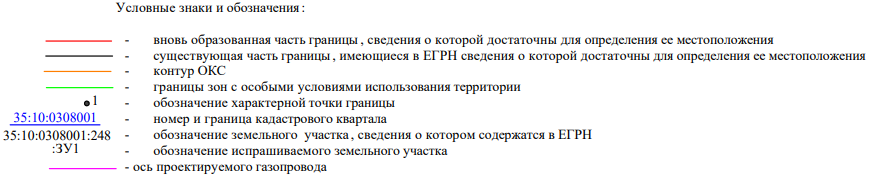 Условные знаки и обозначения:
- вновь образованная часть границы, сведения о которой достаточны для определения ее местоположения
- существующая часть границы, имеющиеся в ЕГРН сведения о которой достаточны для определения ее местоположения
- контур ОКС
- границы зон с особыми условиями использования территории
1 - обозначение характерной точки границы
35:10:0308001 - номер и граница кадастрового квартала
35:10:0308001:248 - обозначение земельного участка, сведения о котором содержатся в ЕГРН
:ЗУ1 - обозначение испрашиваемого земельного участка
- ось проектируемого газопровода